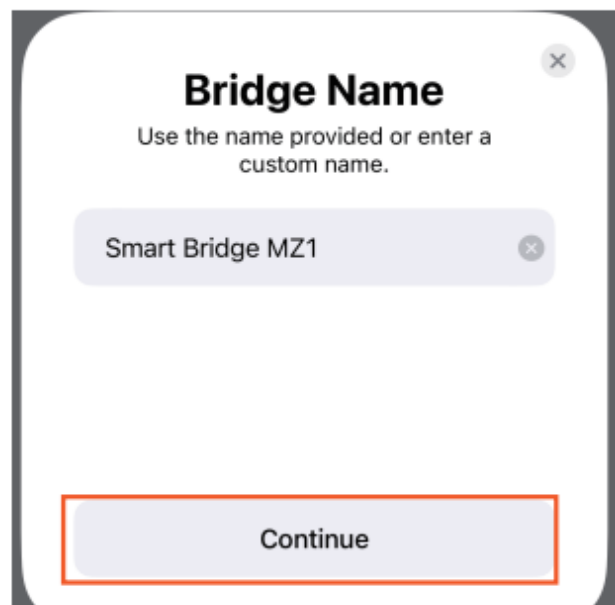 Bridge Name
Use the name provided or enter a
custom name.
Smart Bridge MZ1
Continue